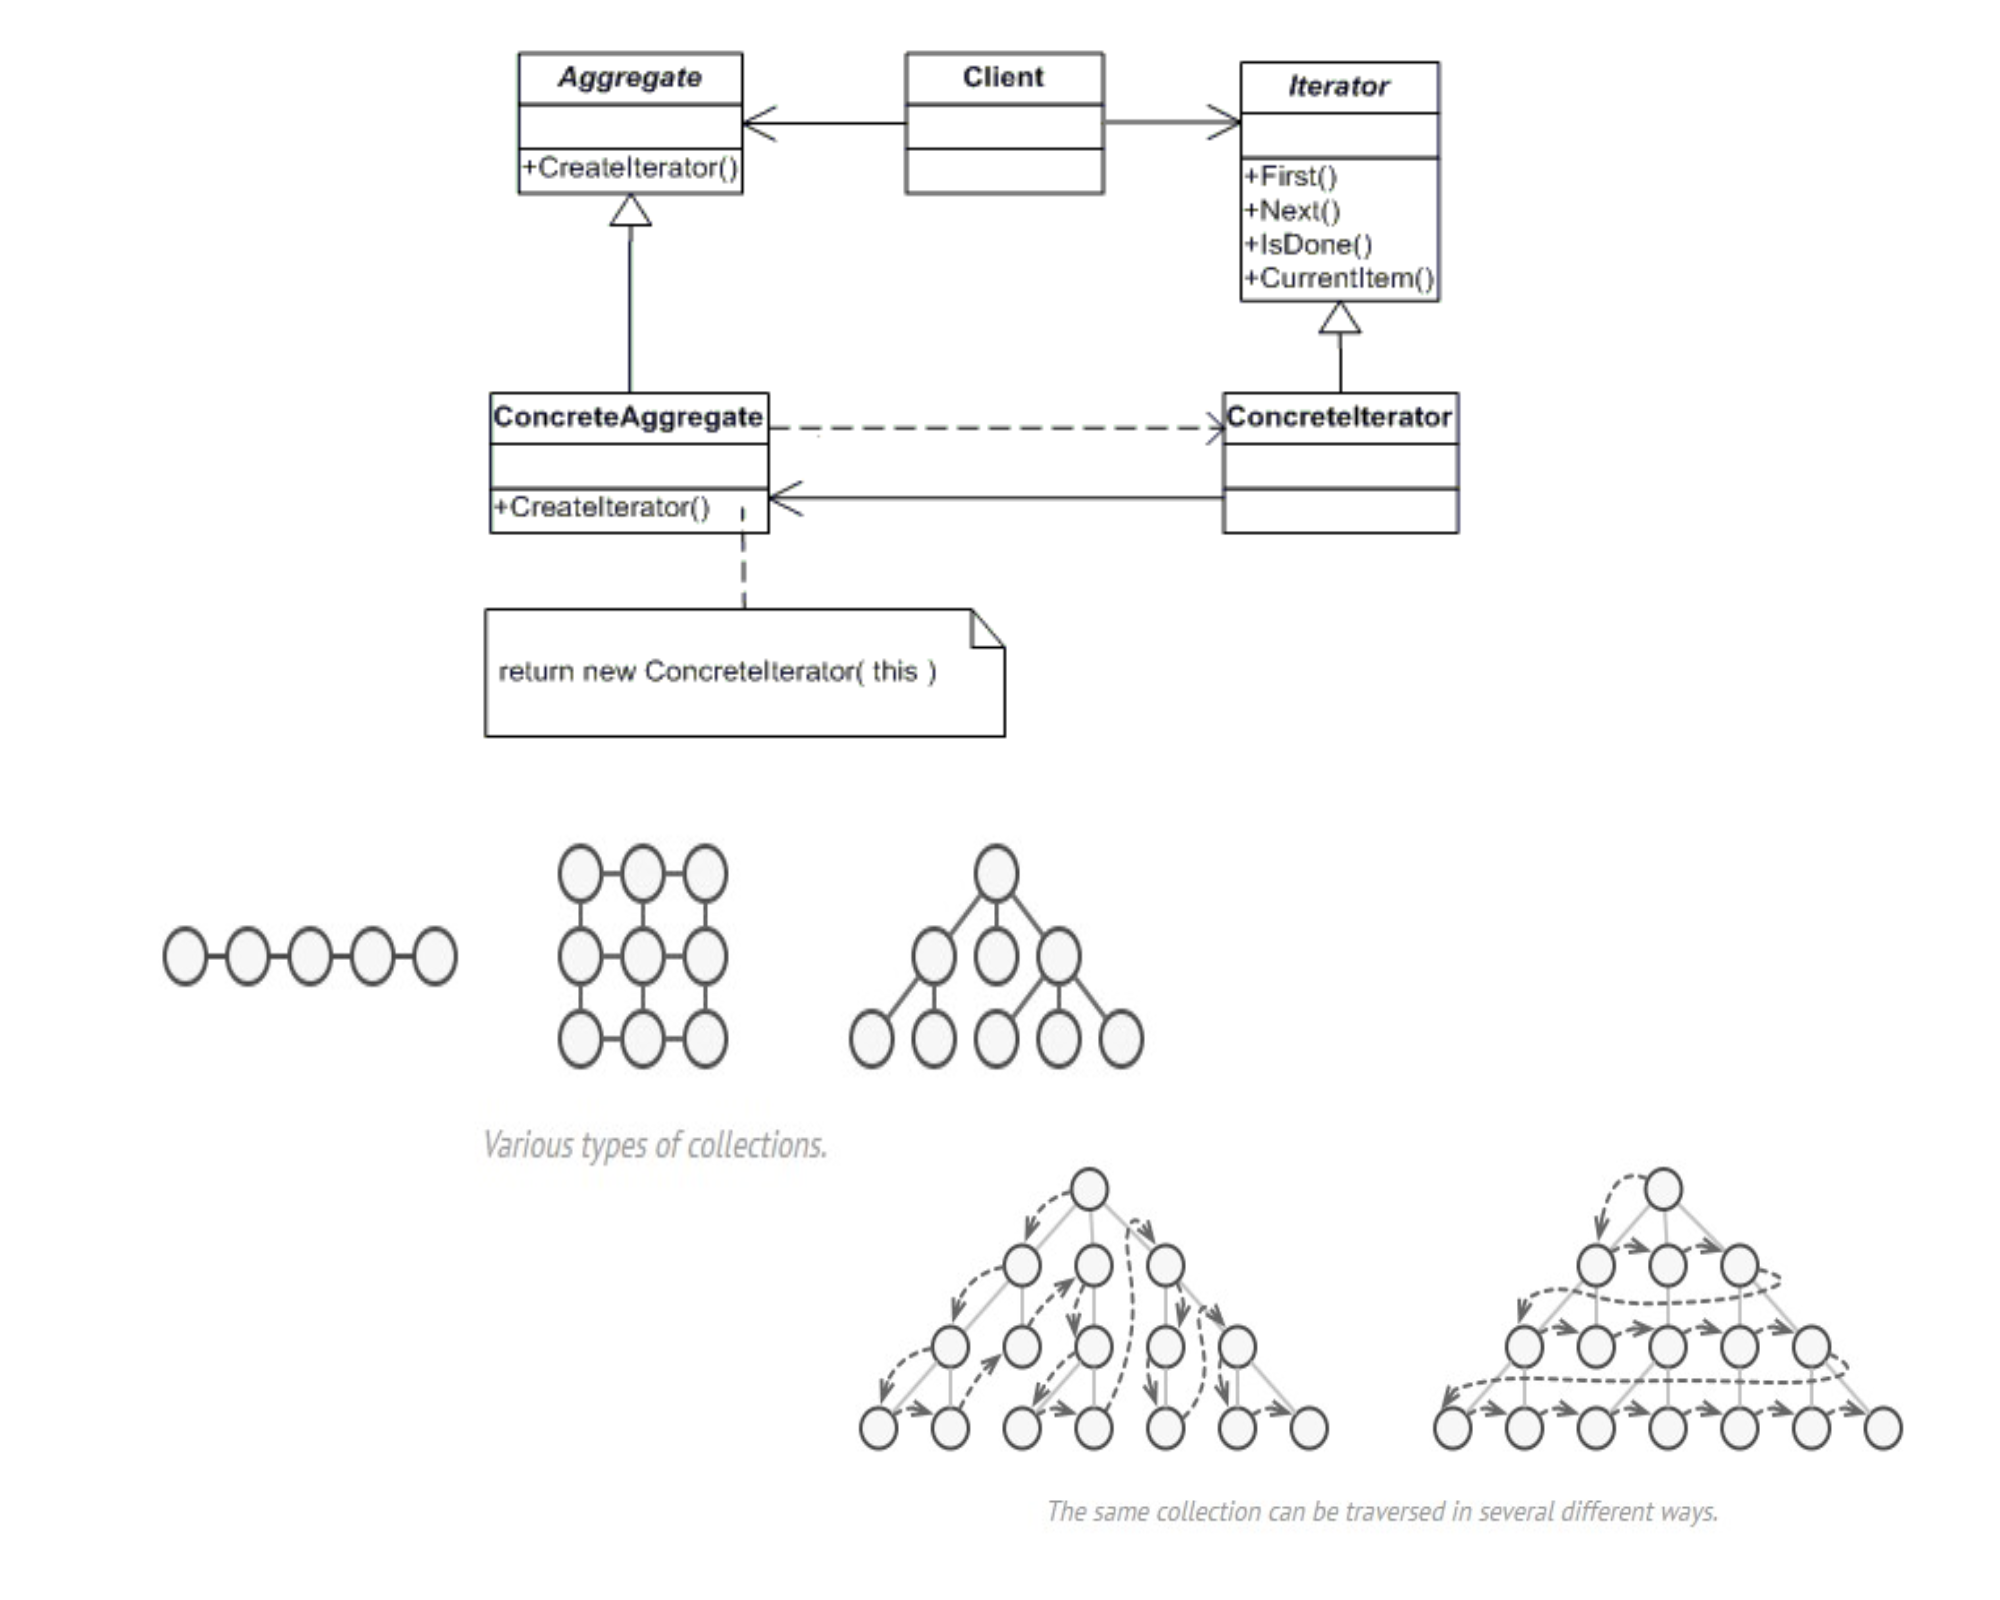 Aggregate
+CreateIterator()
Client
Iterator
+First()
+Next()
+IsDone()
+CurrentItem()
ConcreteAggregate
+CreateIterator()
ConcreteIterator
return new ConcreteIterator( this )
Various types of collections.
The same collection can be traversed in several different ways.